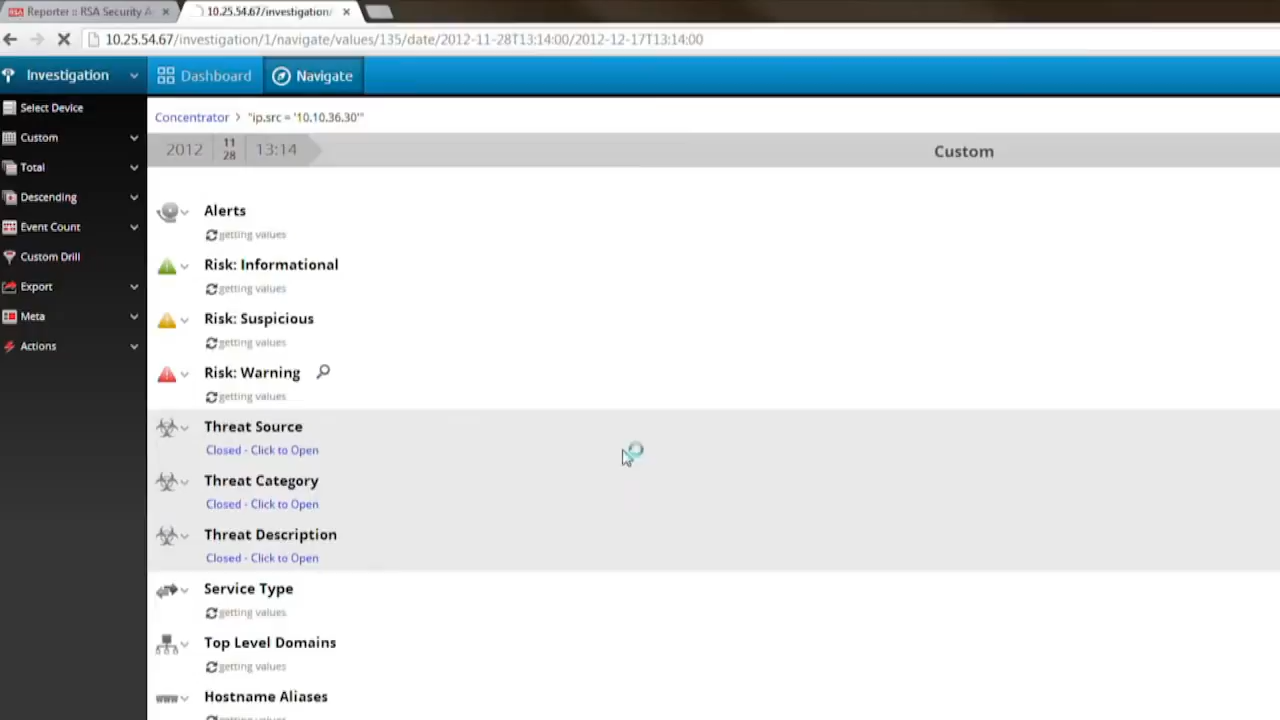 Reporter :: RSA Security A
10.25.54.67/investigation/
10.25.54.67/investigation/1/navigate/values/135/date/2012-11-28T13:14:00/2012-12-17T13:14:00
Investigation
Dashboard
Navigate
Select Device
Custom
Total
Descending
Event Count
Custom Drill
Export
Meta
Actions
Concentrator > "ip.src = '10.10.36.30'"
2012 11 28 13:14
Custom
Alerts
getting values
Risk: Informational
getting values
Risk: Suspicious
getting values
Risk: Warning
getting values
Threat Source
Closed - Click to Open
Threat Category
Closed - Click to Open
Threat Description
Closed - Click to Open
Service Type
getting values
Top Level Domains
getting values
Hostname Aliases
getting values